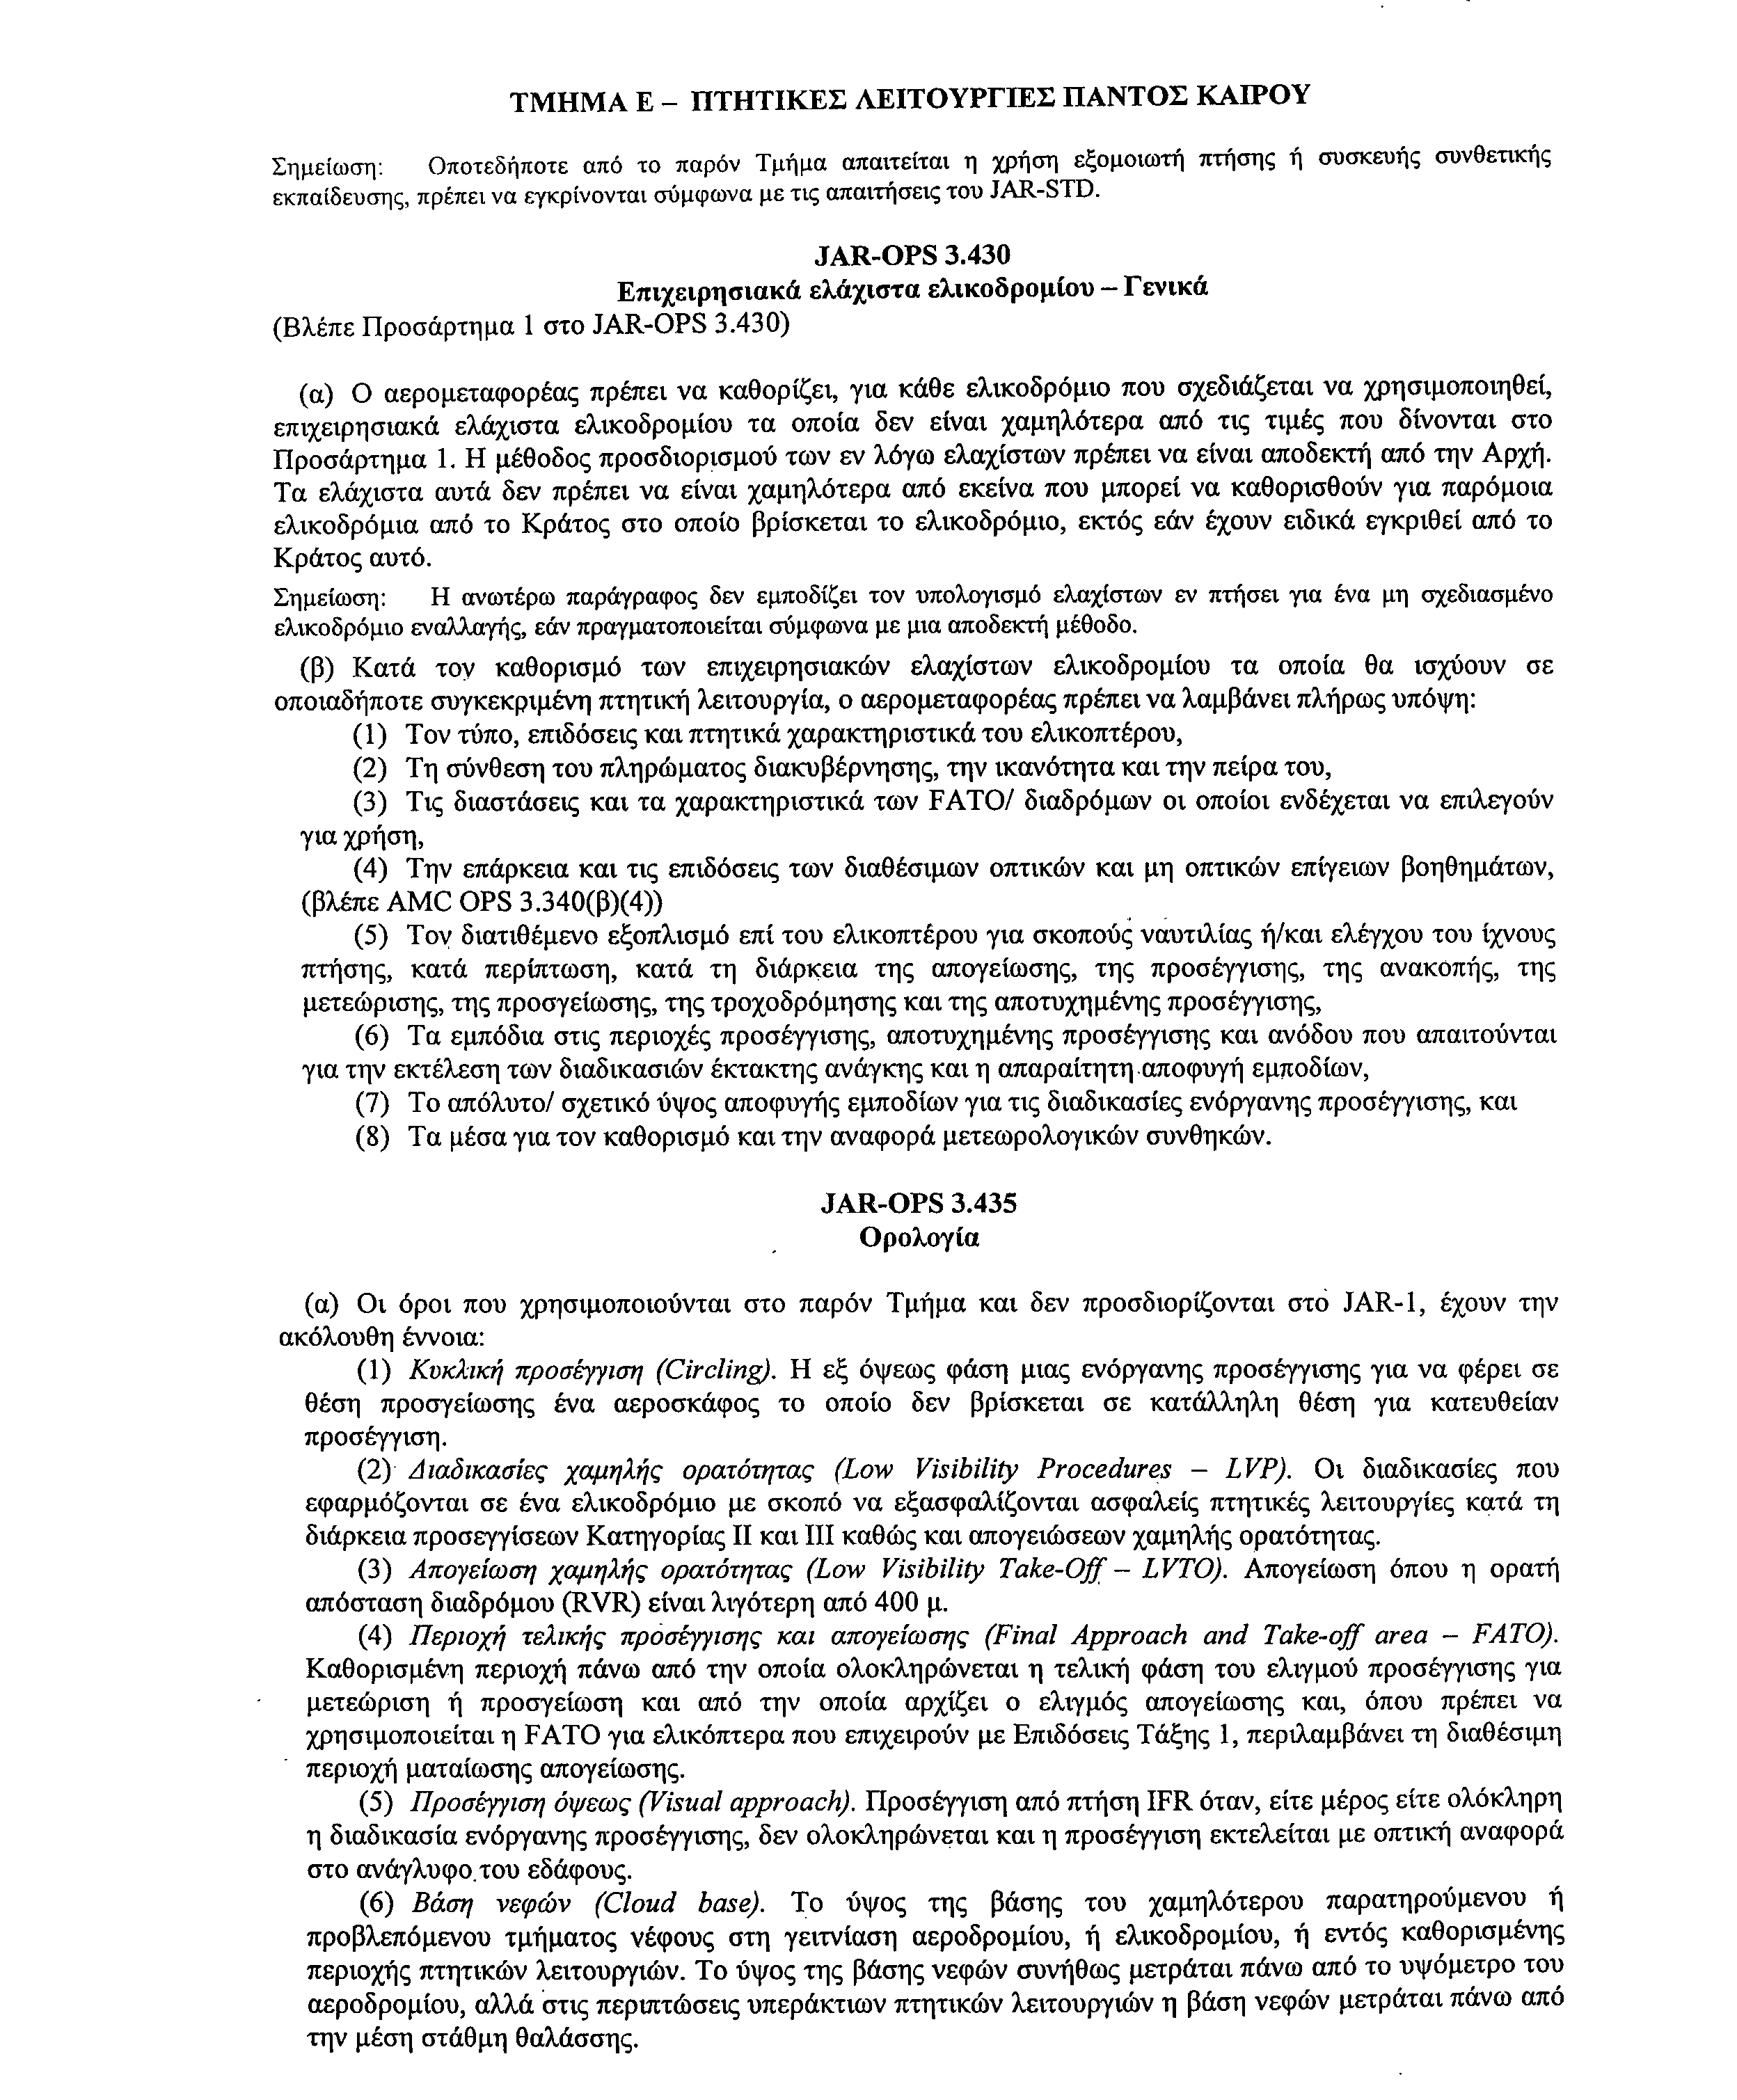 ΤΜΗΜΑ Ε – ΠΤΗΤΙΚΕΣ ΛΕΙΤΟΥΡΓΙΕΣ ΠΑΝΤΟΣ ΚΑΙΡΟΥ
Σημείωση: Οποτεδήποτε από το παρόν Τμήμα απαιτείται η χρήση εξομοιωτή πτήσης ή συσκευής συνθετικής
εκπαίδευσης, πρέπει να εγκρίνονται σύμφωνα με τις απαιτήσεις του JAR-STD.
JAR-OPS 3.430
Επιχειρησιακά ελάχιστα ελικοδρομίου – Γενικά
(Βλέπε Προσάρτημα 1 στο JAR-OPS 3.430)
(α) Ο αερομεταφορέας πρέπει να καθορίζει, για κάθε ελικοδρόμιο που σχεδιάζεται να χρησιμοποιηθεί,
επιχειρησιακά ελάχιστα ελικοδρομίου τα οποία δεν είναι χαμηλότερα από τις τιμές που δίνονται στο
Προσάρτημα 1. Η μέθοδος προσδιορισμού των εν λόγω ελαχίστων πρέπει να είναι αποδεκτή από την Αρχή.
Τα ελάχιστα αυτά δεν πρέπει να είναι χαμηλότερα από εκείνα που μπορεί να καθορισθούν για παρόμοια
ελικοδρόμια από το Κράτος στο οποίο βρίσκεται το ελικοδρόμιο, εκτός εάν έχουν ειδικά εγκριθεί από το
Κράτος αυτό.
Σημείωση: Η ανωτέρω παράγραφος δεν εμποδίζει τον υπολογισμό ελαχίστων εν πτήσει για ένα μη σχεδιασμένο
ελικοδρόμιο εναλλαγής, εάν πραγματοποιείται σύμφωνα με μια αποδεκτή μέθοδο.
(β) Κατά τον καθορισμό των επιχειρησιακών ελαχίστων ελικοδρομίου τα οποία θα ισχύουν σε
οποιαδήποτε συγκεκριμένη πτητική λειτουργία, ο αερομεταφορέας πρέπει να λαμβάνει πλήρως υπόψη:
(1) Τον τύπο, επιδόσεις και πτητικά χαρακτηριστικά του ελικοπτέρου,
(2) Τη σύνθεση του πληρώματος διακυβέρνησης, την ικανότητα και την πείρα του,
(3) Τις διαστάσεις και τα χαρακτηριστικά των FATO/ διαδρόμων οι οποίοι ενδέχεται να επιλεγούν
για χρήση,
(4) Την επάρκεια και τις επιδόσεις των διαθέσιμων οπτικών και μη οπτικών επίγειων βοηθημάτων,
(βλέπε AMC OPS 3.340(β)(4))
(5) Τον διατιθέμενο εξοπλισμό επί του ελικοπτέρου για σκοπούς ναυτιλίας ή/και ελέγχου του ίχνους
πτήσης, κατά περίπτωση, κατά τη διάρκεια της απογείωσης, της προσέγγισης, της ανακοπής, της
μετεώρισης, της προσγείωσης, της τροχοδρόμησης και της αποτυχημένης προσέγγισης,
(6) Τα εμπόδια στις περιοχές προσέγγισης, αποτυχημένης προσέγγισης και ανόδου που απαιτούνται
για την εκτέλεση των διαδικασιών έκτακτης ανάγκης και η απαραίτητη αποφυγή εμποδίων,
(7) Το απόλυτο/ σχετικό ύψος αποφυγής εμποδίων για τις διαδικασίες ενόργανης προσέγγισης, και
(8) Τα μέσα για τον καθορισμό και την αναφορά μετεωρολογικών συνθηκών.
JAR-OPS 3.435
Ορολογία
(α) Οι όροι που χρησιμοποιούνται στο παρόν Τμήμα και δεν προσδιορίζονται στο JAR-1, έχουν την
ακόλουθη έννοια:
(1) Κυκλική προσέγγιση (Circling). Η εξ όψεως φάση μιας ενόργανης προσέγγισης για να φέρει σε
θέση προσγείωσης ένα αεροσκάφος το οποίο δεν βρίσκεται σε κατάλληλη θέση για κατευθείαν
προσέγγιση.
(2) Διαδικασίες χαμηλής ορατότητας (Low Visibility Procedures – LVP). Οι διαδικασίες που
εφαρμόζονται σε ένα ελικοδρόμιο με σκοπό να εξασφαλίζονται ασφαλείς πτητικές λειτουργίες κατά τη
διάρκεια προσεγγίσεων Κατηγορίας II και III καθώς και απογειώσεων χαμηλής ορατότητας.
(3) Απογείωση χαμηλής ορατότητας (Low Visibility Take-Off – LVTO). Απογείωση όπου η ορατή
απόσταση διαδρόμου (RVR) είναι λιγότερη από 400 μ.
(4) Περιοχή τελικής προσέγγισης και απογείωσης (Final Approach and Take-off area – FATO).
Καθορισμένη περιοχή πάνω από την οποία ολοκληρώνεται η τελική φάση του ελιγμού προσέγγισης για
μετεώριση ή προσγείωση και από την οποία αρχίζει ο ελιγμός απογείωσης και, όπου πρέπει να
χρησιμοποιείται η FATO για ελικόπτερα που επιχειρούν με Επιδόσεις Τάξης 1, περιλαμβάνει τη διαθέσιμη
περιοχή ματαίωσης απογείωσης.
(5) Προσέγγιση όψεως (Visual approach). Προσέγγιση από πτήση IFR όταν, είτε μέρος είτε ολόκληρη
η διαδικασία ενόργανης προσέγγισης, δεν ολοκληρώνεται και η προσέγγιση εκτελείται με οπτική αναφορά
στο ανάγλυφο του εδάφους.
(6) Βάση νεφών (Cloud base). Το ύψος της βάσης του χαμηλότερου παρατηρούμενου ή
προβλεπόμενου τμήματος νέφους στη γειτνίαση αεροδρομίου, ή ελικοδρομίου, ή εντός καθορισμένης
περιοχής πτητικών λειτουργιών. Το ύψος της βάσης νεφών συνήθως μετράται πάνω από το υψόμετρο του
αεροδρομίου, αλλά στις περιπτώσεις υπεράκτιων πτητικών λειτουργιών η βάση νεφών μετράται πάνω από
την μέση στάθμη θαλάσσης.